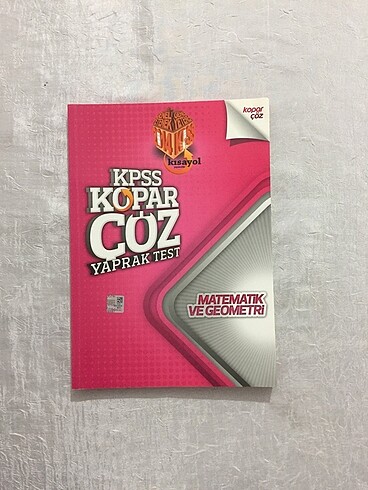 kopar
çöz
kısayol
KPSS
KOPAR
ÇÖZ
YAPRAK TEST
MATEMATİK
VE GEOMETRİ